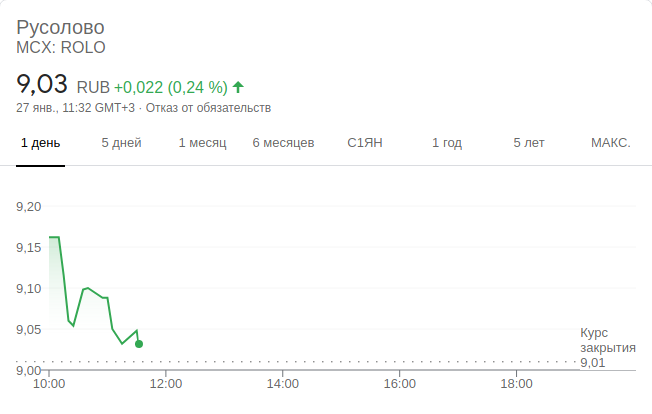 Русолово
MCX: ROLO
9,03 RUB +0,022 (0,24 %)
27 янв., 11:32 GMT+3 · Отказ от обязательств
1 день 5 дней 1 месяц 6 месяцев С1ЯН 1 год 5 лет МАКС.
9,20
9,15
9,10
9,05
9,00
Курс
закрытия
9,01
10:00 12:00 14:00 16:00 18:00